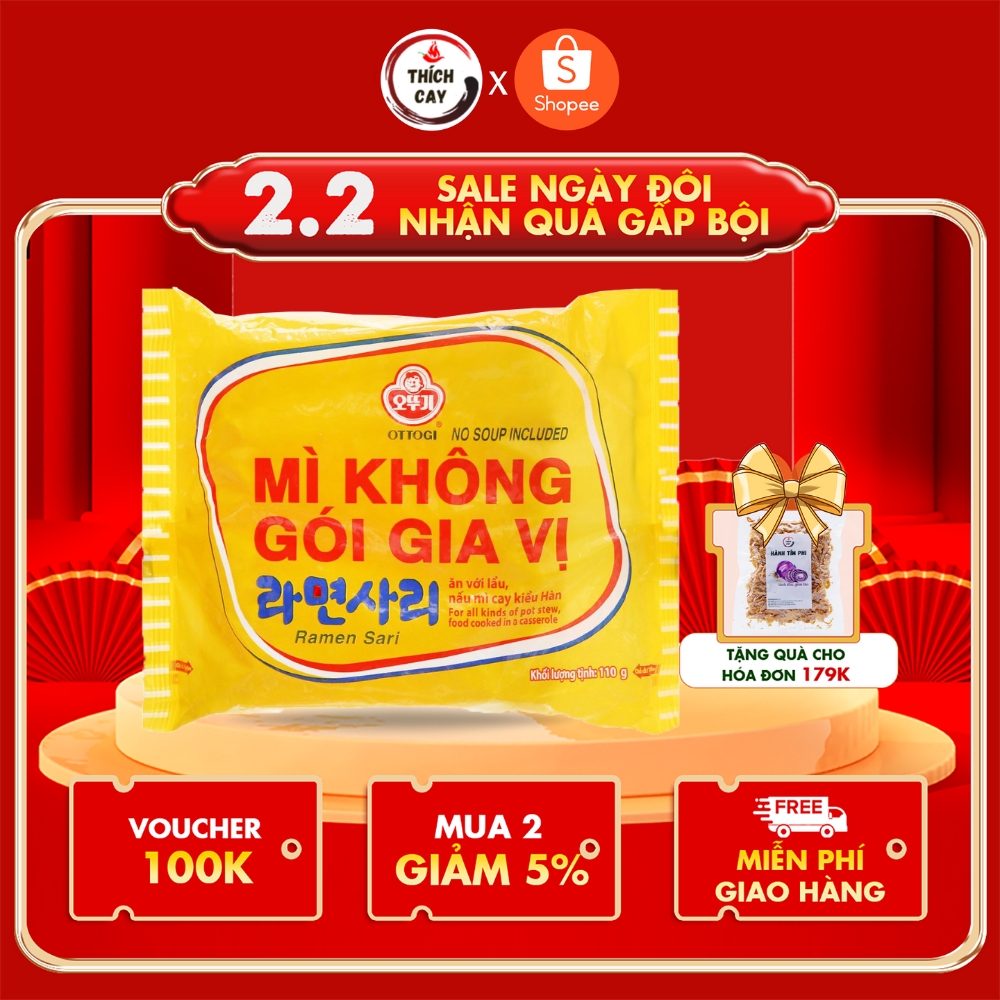 THÍCH
CAY
X
Shopee
2.2
SALE NGÀY ĐÔI
NHẬN QUÀ GẤP BỘI
오뚜기
OTTOGI
NO SOUP INCLUDED
MÌ KHÔNG
GÓI GIA VỊ
라면사리
Ramen Sari
ăn với lẩu,
nấu mì cay kiểu Hàn
For all kinds of pot stew,
food cooked in a casserole
Khối lượng tịnh: 110 g
HÀNH TÍM PHI
TẶNG QUÀ CHO
HÓA ĐƠN 179K
VOUCHER
100K
MUA 2
GIẢM 5%
FREE
MIỄN PHÍ
GIAO HÀNG